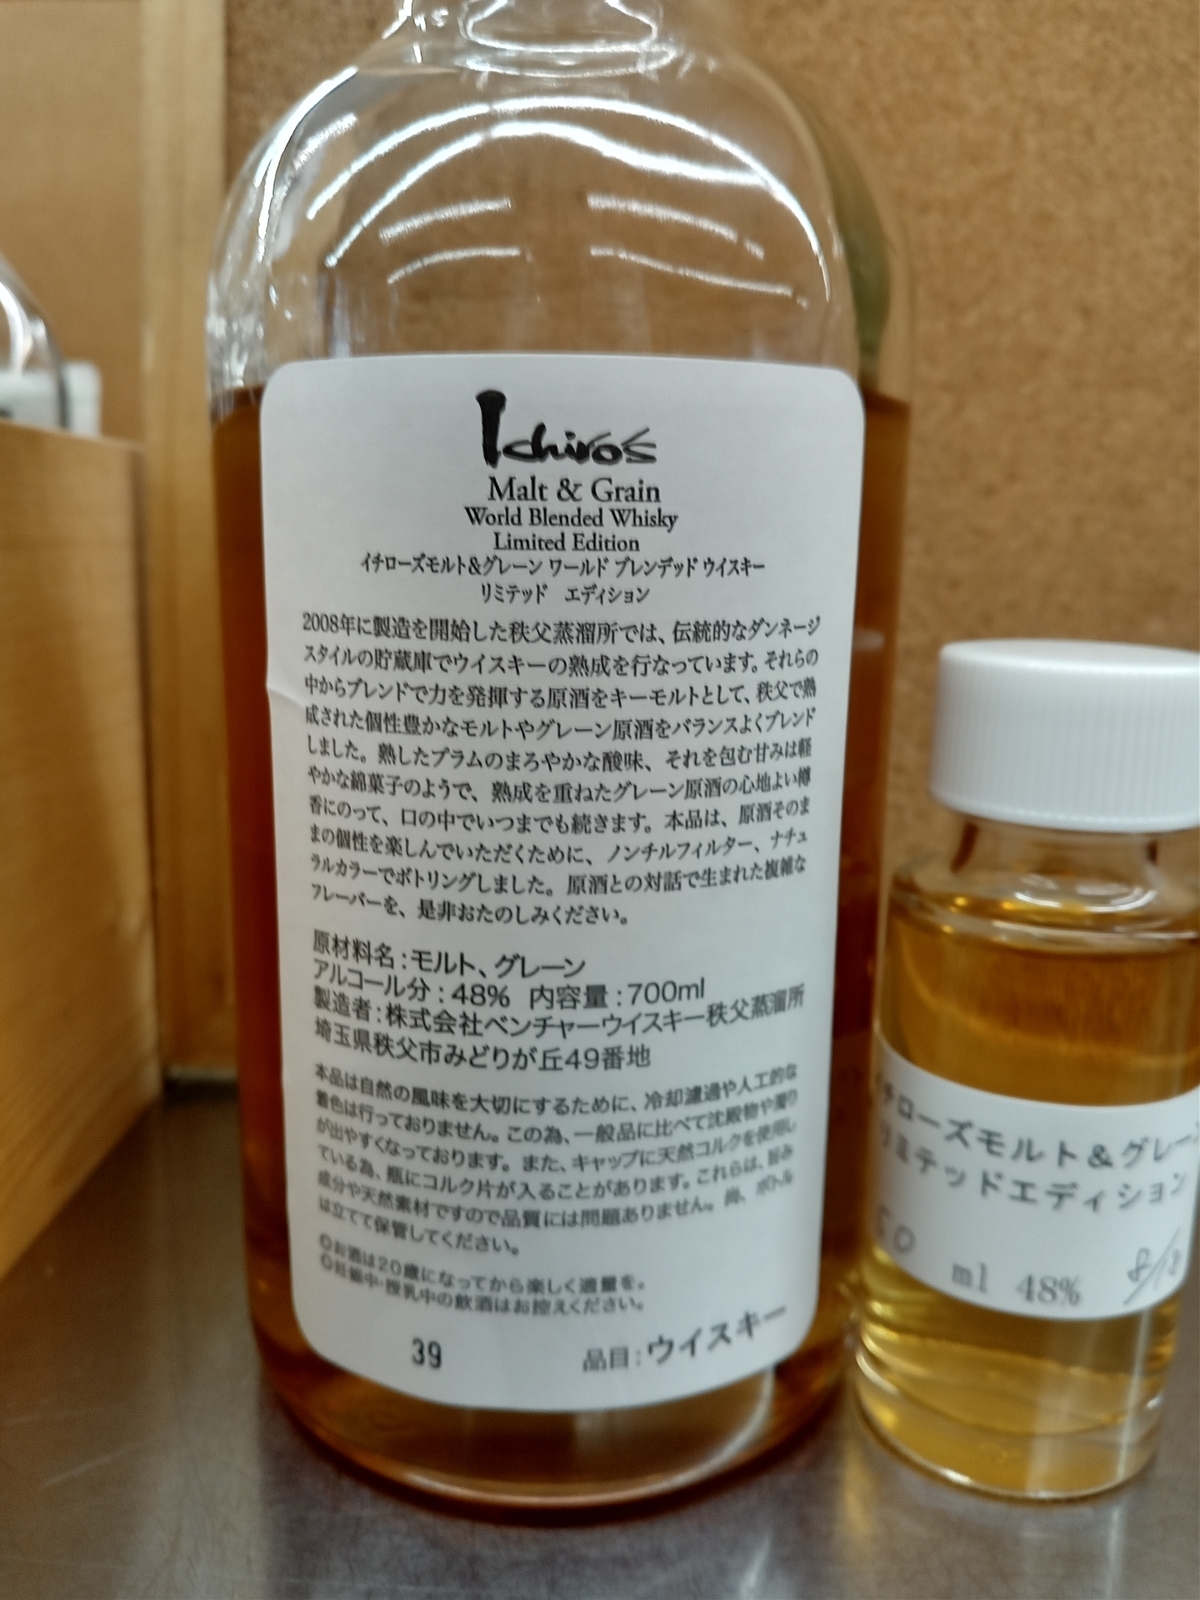 Ichiro's
Malt & Grain
World Blended Whisky
Limited Edition
イチローズモルト&グレーン ワールド ブレンデッド ウイスキー
リミテッド エディション
2008年に製造を開始した秩父蒸溜所では、伝統的なダンネージ
スタイルの貯蔵庫でウイスキーの熟成を行なっています。それらの
中からブレンドで力を発揮する原酒をキーモルトとして、秩父で熟
成された個性豊かなモルトやグレーン原酒をバランスよくブレンド
しました。熟したプラムのまろやかな酸味、それを包む甘みは軽
やかな綿菓子のようで、熟成を重ねたグレーン原酒の心地よい樽
香にのって、口の中でいつまでも続きます。本品は、原酒そのま
まの個性を楽しんでいただくために、ノンチルフィルター、ナチュ
ラルカラーでボトリングしました。原酒との対話で生まれた複雑な
フレーバーを、是非おたのしみください。
原材料名:モルト、グレーン
アルコール分:48% 内容量:700ml
製造者:株式会社ベンチャーウイスキー秩父蒸溜所
埼玉県秩父市みどりが丘49番地
本品は自然の風味を大切にするために、冷却濾過や人工的な
着色は行っておりません。この為、一般品に比べて沈殿物や濁り
が出やすくなっております。また、キャップに天然コルクを使用し
ている為、瓶にコルク片が入ることがあります。これらは、旨み
成分や天然素材ですので品質には問題ありません。尚、ボトル
は立てて保管してください。
◎お酒は20歳になってから楽しく適量を。
◎妊娠中・授乳中の飲酒はお控えください。
39 品目:ウイスキー
チローズモルト&グレーン
リミテッドエディション
50 ml 48% 8/18